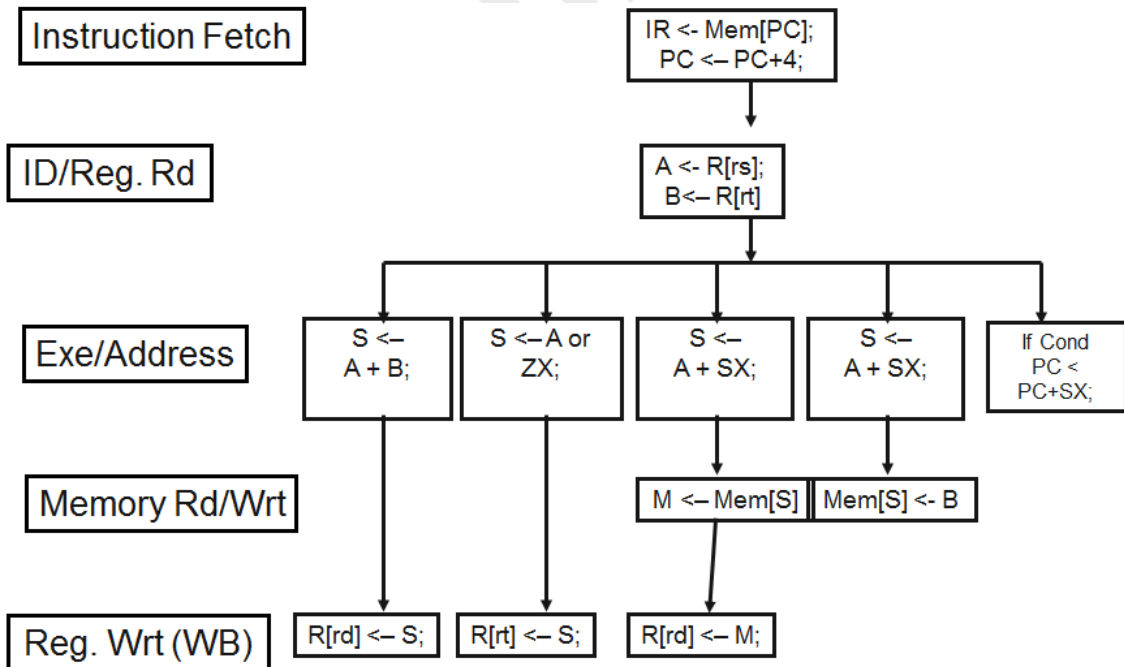 Instruction Fetch
IR <- Mem[PC];
PC <– PC+4;
ID/Reg. Rd
A <- R[rs];
B<– R[rt]
Exe/Address
S <–
A + B;
S <– A or
ZX;
S <–
A + SX;
S <–
A + SX;
If Cond
PC <
PC+SX;
Memory Rd/Wrt
M <– Mem[S]
Mem[S] <- B
Reg. Wrt (WB)
R[rd] <– S;
R[rt] <– S;
R[rd] <– M;